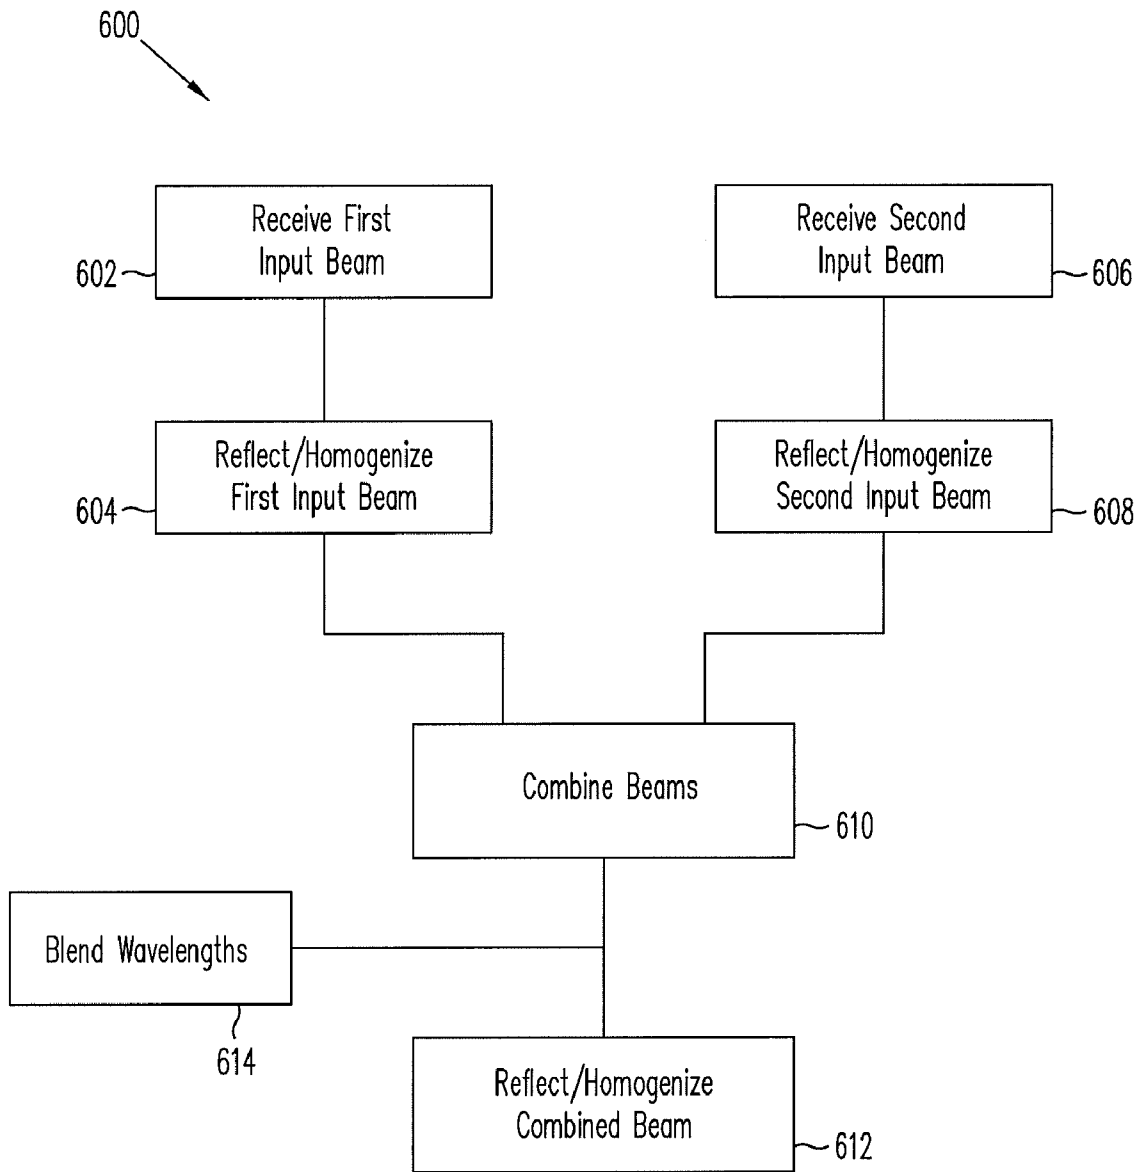 600
Receive First
Input Beam
602
Receive Second
Input Beam
606
Reflect/Homogenize
First Input Beam
604
Reflect/Homogenize
Second Input Beam
608
Combine Beams
610
Blend Wavelengths
614
Reflect/Homogenize
Combined Beam
612